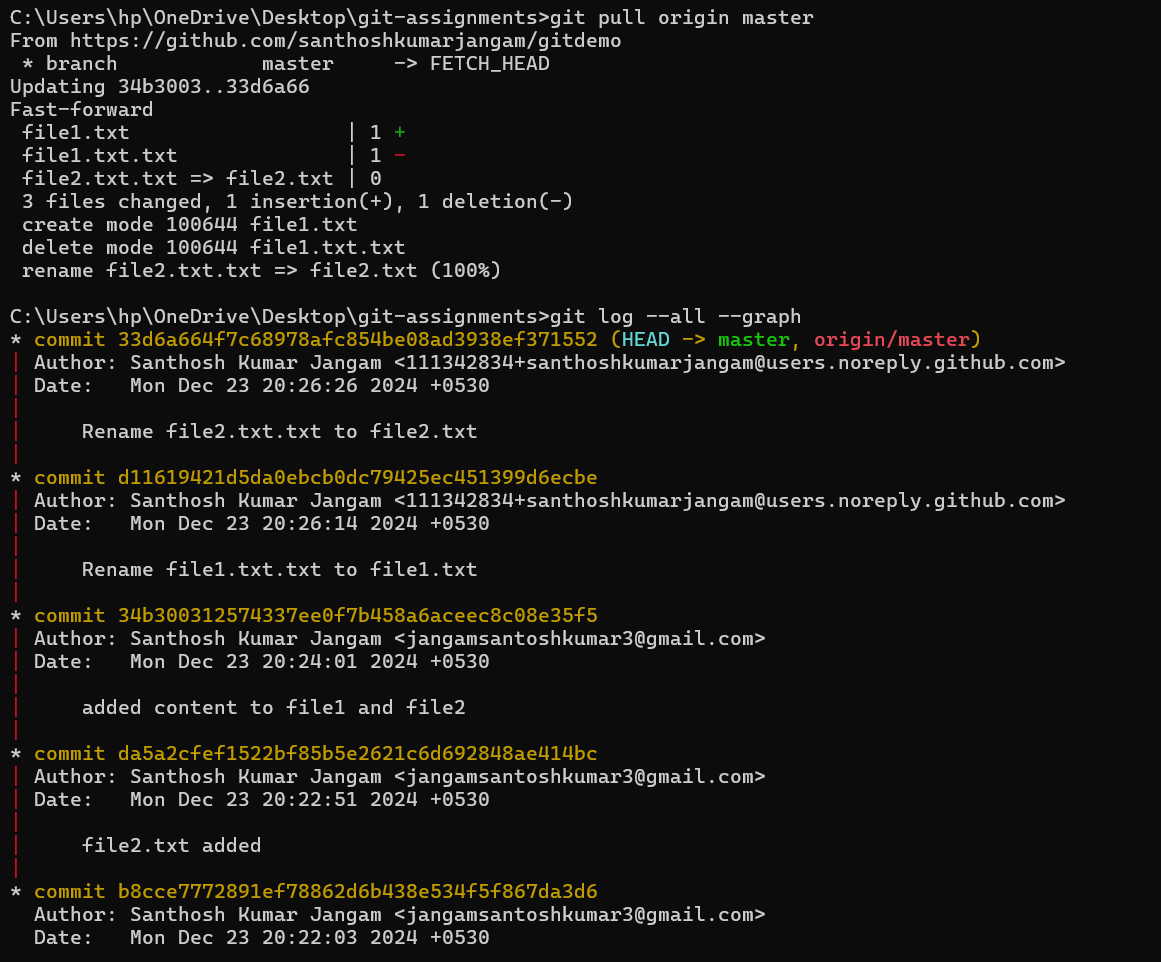 C:\Users\hp\OneDrive\Desktop\git-assignments>git pull origin master
From https://github.com/santhoshkumarjangam/gitdemo
 * branch            master     -> FETCH_HEAD
Updating 34b3003..33d6a66
Fast-forward
 file1.txt                  | 1 +
 file1.txt.txt              | 1 -
 file2.txt.txt => file2.txt | 0
 3 files changed, 1 insertion(+), 1 deletion(-)
 create mode 100644 file1.txt
 delete mode 100644 file1.txt.txt
 rename file2.txt.txt => file2.txt (100%)

C:\Users\hp\OneDrive\Desktop\git-assignments>git log --all --graph
* commit 33d6a664f7c68978afc854be08ad3938ef371552 (HEAD -> master, origin/master)
| Author: Santhosh Kumar Jangam <111342834+santhoshkumarjangam@users.noreply.github.com>
| Date:   Mon Dec 23 20:26:26 2024 +0530
|
|     Rename file2.txt.txt to file2.txt
|
* commit d11619421d5da0ebcb0dc79425ec451399d6ecbe
| Author: Santhosh Kumar Jangam <111342834+santhoshkumarjangam@users.noreply.github.com>
| Date:   Mon Dec 23 20:26:14 2024 +0530
|
|     Rename file1.txt.txt to file1.txt
|
* commit 34b300312574337ee0f7b458a6aceec8c08e35f5
| Author: Santhosh Kumar Jangam <jangamsantoshkumar3@gmail.com>
| Date:   Mon Dec 23 20:24:01 2024 +0530
|
|     added content to file1 and file2
|
* commit da5a2cfef1522bf85b5e2621c6d692848ae414bc
| Author: Santhosh Kumar Jangam <jangamsantoshkumar3@gmail.com>
| Date:   Mon Dec 23 20:22:51 2024 +0530
|
|     file2.txt added
|
* commit b8cce7772891ef78862d6b438e534f5f867da3d6
  Author: Santhosh Kumar Jangam <jangamsantoshkumar3@gmail.com>
  Date:   Mon Dec 23 20:22:03 2024 +0530